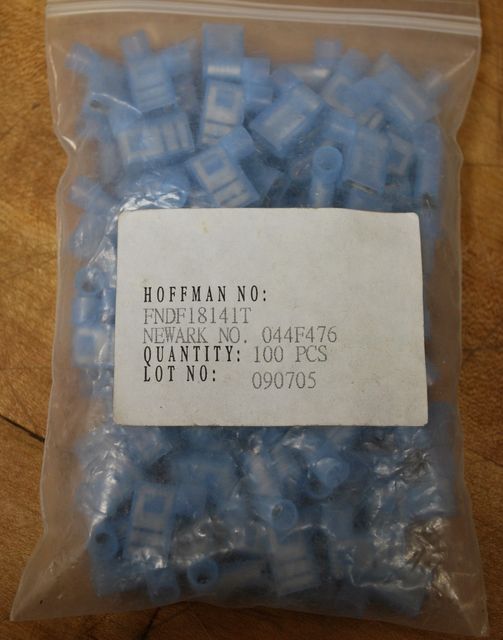 HOFFMAN NO:
FNDF18141T
NEWARK NO. 044F476
QUANTITY: 100 PCS
LOT NO: 090705